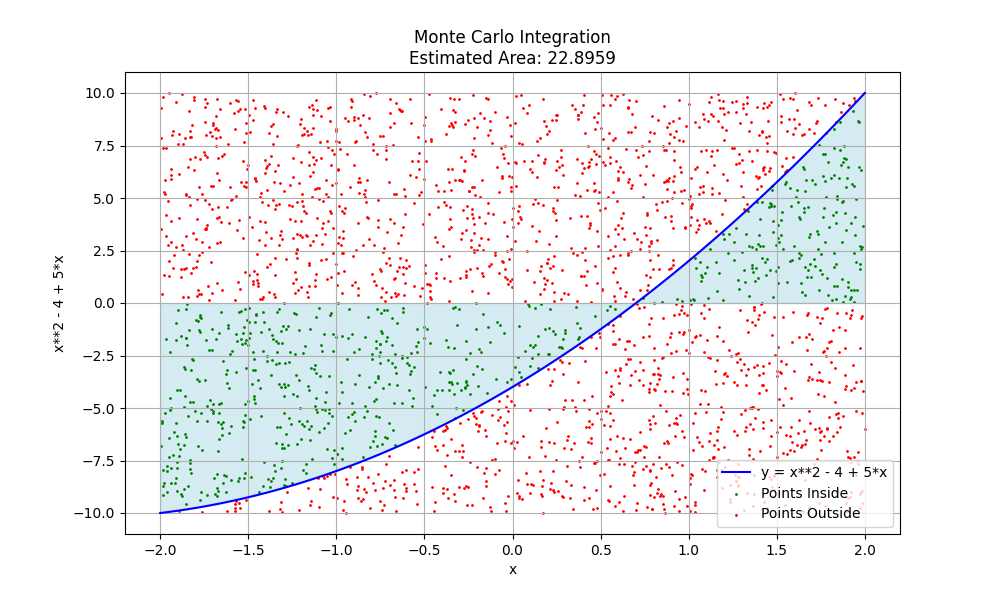 Monte Carlo Integration
Estimated Area: 22.8959
x**2 - 4 + 5*x
10.0
7.5
5.0
2.5
0.0
−2.5
−5.0
−7.5
−10.0
y = x**2 - 4 + 5*x
Points Inside
Points Outside
−2.0 −1.5 −1.0 −0.5 0.0 0.5 1.0 1.5 2.0
x